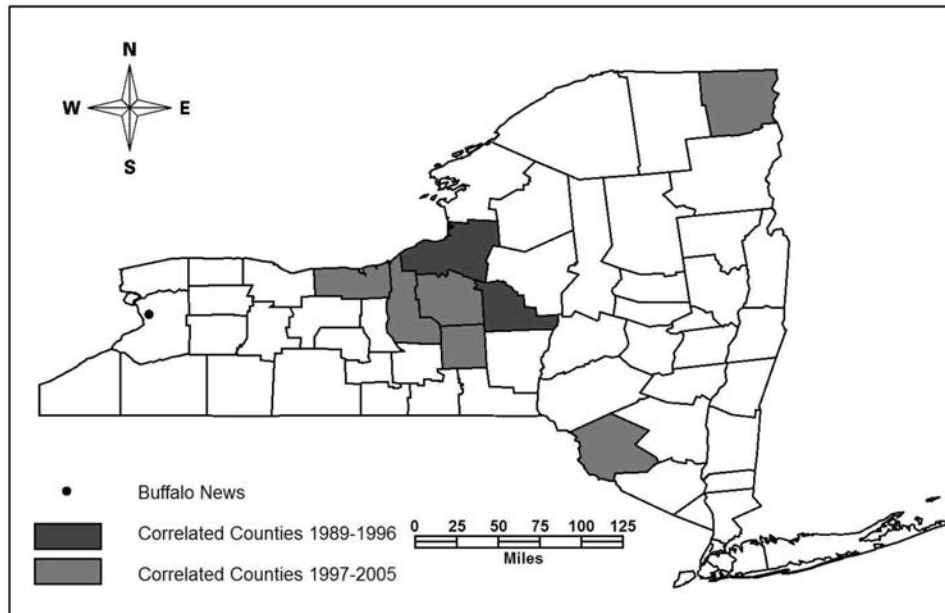 N
W E
S
Buffalo News
Correlated Counties 1989-1996
0 25 50 75 100 125
Miles
Correlated Counties 1997-2005